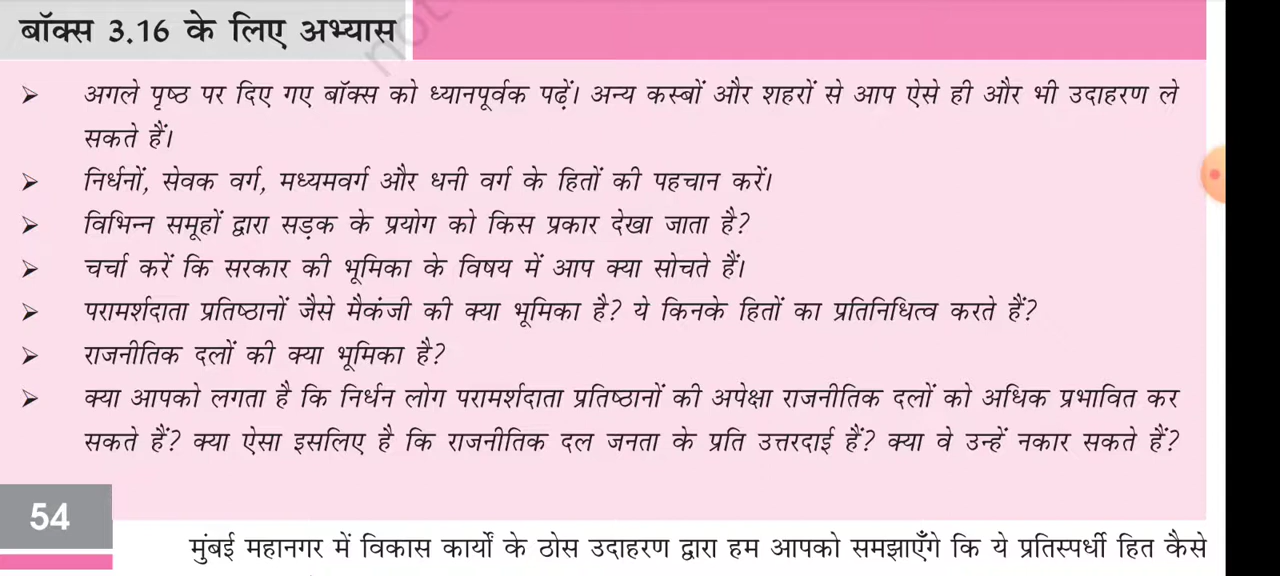 बॉक्स 3.16 के लिए अभ्यास
not
➢ अगले पृष्ठ पर दिए गए बॉक्स को ध्यानपूर्वक पढ़ें। अन्य कस्बों और शहरों से आप ऐसे ही और भी उदाहरण ले
सकते हैं।
➢ निर्धनों, सेवक वर्ग, मध्यमवर्ग और धनी वर्ग के हितों की पहचान करें।
➢ विभिन्न समूहों द्वारा सड़क के प्रयोग को किस प्रकार देखा जाता है?
➢ चर्चा करें कि सरकार की भूमिका के विषय में आप क्या सोचते हैं।
➢ परामर्शदाता प्रतिष्ठानों जैसे मैकंजी की क्या भूमिका है? ये किनके हितों का प्रतिनिधित्व करते हैं?
➢ राजनीतिक दलों की क्या भूमिका है?
➢ क्या आपको लगता है कि निर्धन लोग परामर्शदाता प्रतिष्ठानों की अपेक्षा राजनीतिक दलों को अधिक प्रभावित कर
सकते हैं? क्या ऐसा इसलिए है कि राजनीतिक दल जनता के प्रति उत्तरदाई हैं? क्या वे उन्हें नकार सकते हैं?
54
मुंबई महानगर में विकास कार्यों के ठोस उदाहरण द्वारा हम आपको समझाएँगे कि ये प्रतिस्पर्धी हित कैसे